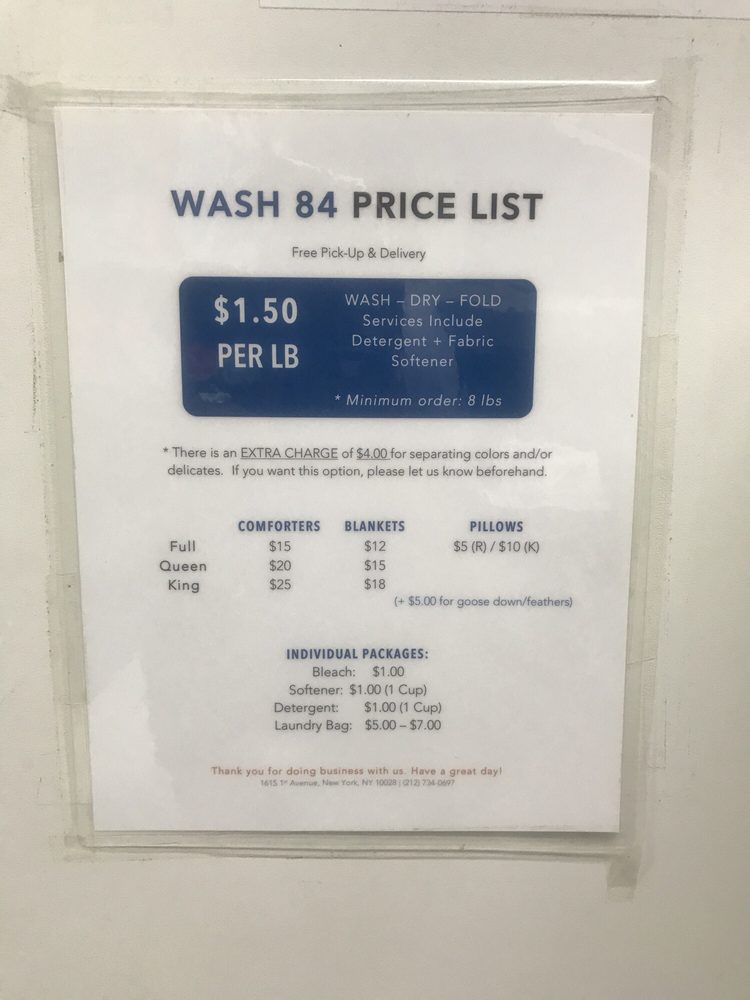 WASH 84 PRICE LIST
Free Pick-Up & Delivery
$1.50
PER LB
WASH – DRY – FOLD
Services Include
Detergent + Fabric
Softener
* Minimum order: 8 lbs
* There is an EXTRA CHARGE of $4.00 for separating colors and/or
delicates. If you want this option, please let us know beforehand.
COMFORTERS BLANKETS PILLOWS
Full $15 $12 $5 (R) / $10 (K)
Queen $20 $15
King $25 $18
(+ $5.00 for goose down/feathers)
INDIVIDUAL PACKAGES:
Bleach: $1.00
Softener: $1.00 (1 Cup)
Detergent: $1.00 (1 Cup)
Laundry Bag: $5.00 – $7.00
Thank you for doing business with us. Have a great day!
1615 1st Avenue, New York, NY 10028 | (212) 734-0697